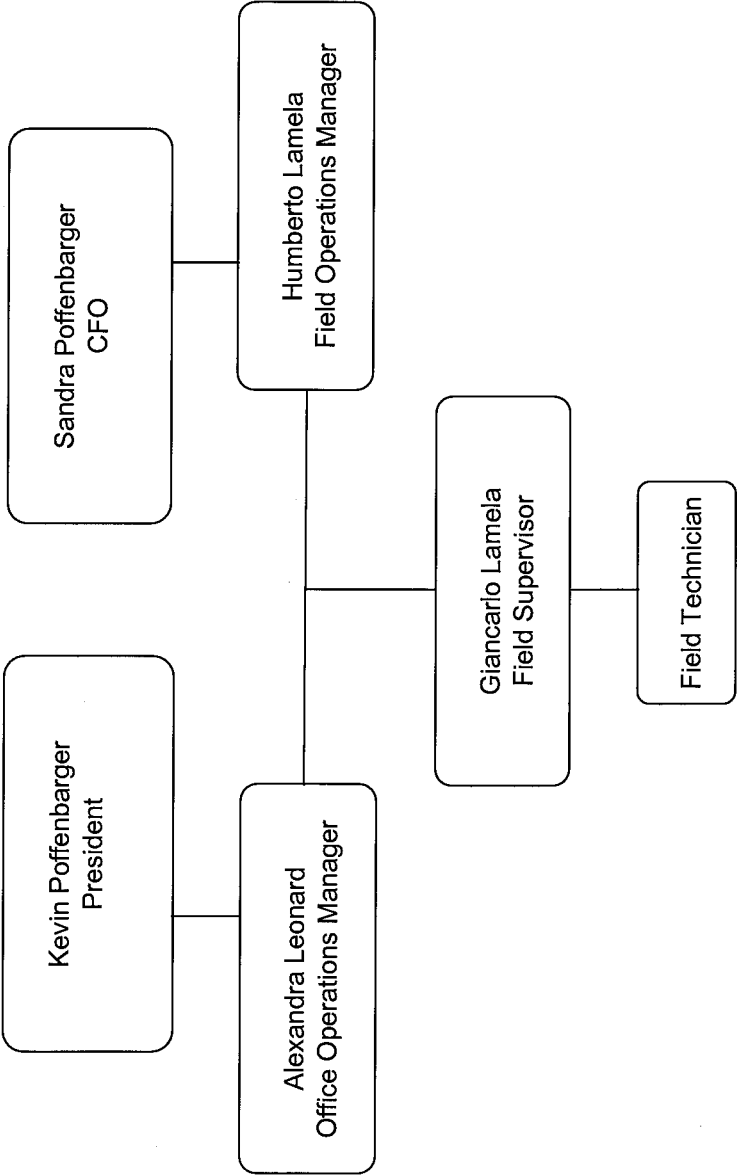 Kevin Poffenbarger
President
Sandra Poffenbarger
CFO
Alexandra Leonard
Office Operations Manager
Humberto Lamela
Field Operations Manager
Giancarlo Lamela
Field Supervisor
Field Technician